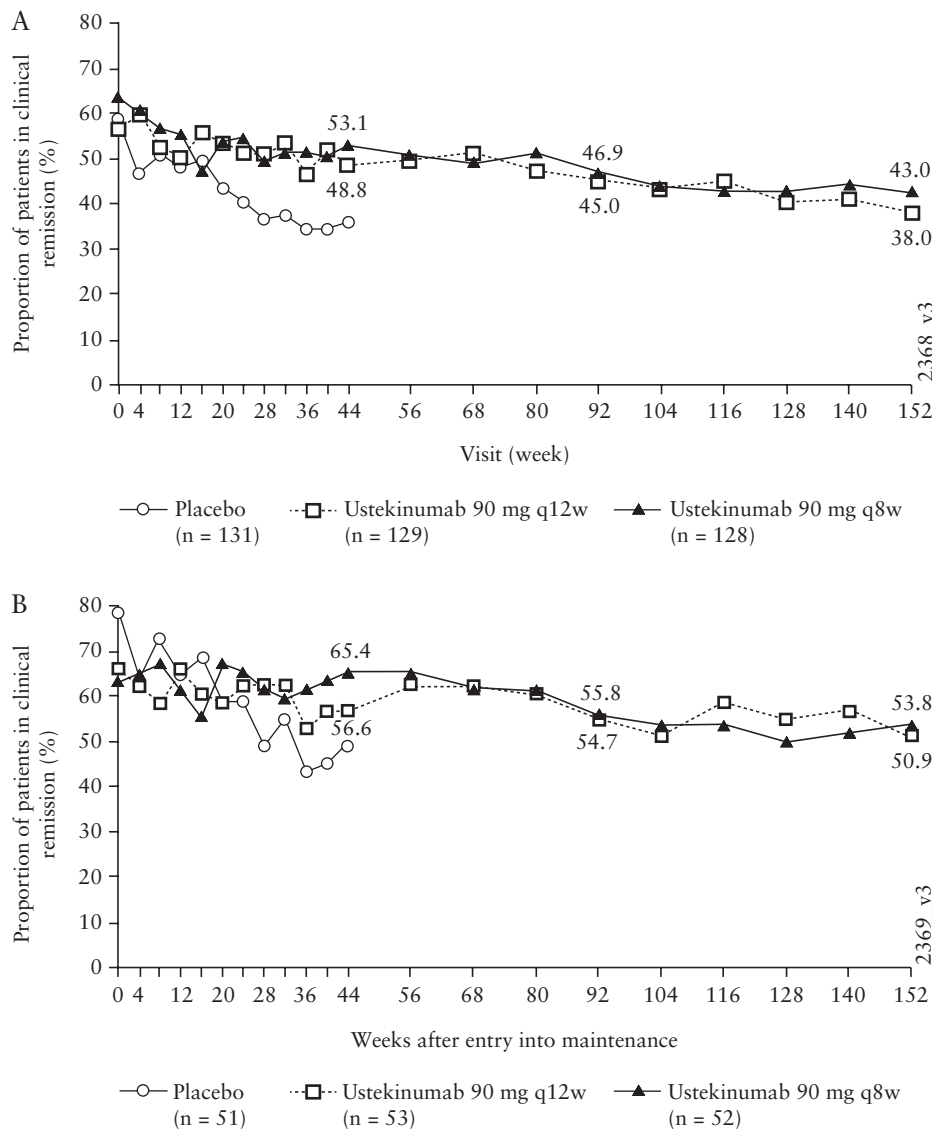 A
80
70
60
50
40
30
20
10
0
Proportion of patients in clinical
remission (%)
53.1
48.8
46.9
45.0
43.0
38.0
2368_v3
0 4 12 20 28 36 44 56 68 80 92 104 116 128 140 152
Visit (week)
Placebo
(n = 131)
Ustekinumab 90 mg q12w
(n = 129)
Ustekinumab 90 mg q8w
(n = 128)
B
80
70
60
50
40
30
20
10
0
Proportion of patients in clinical
remission (%)
65.4
56.6
55.8
54.7
53.8
50.9
2369_v3
0 4 12 20 28 36 44 56 68 80 92 104 116 128 140 152
Weeks after entry into maintenance
Placebo
(n = 51)
Ustekinumab 90 mg q12w
(n = 53)
Ustekinumab 90 mg q8w
(n = 52)